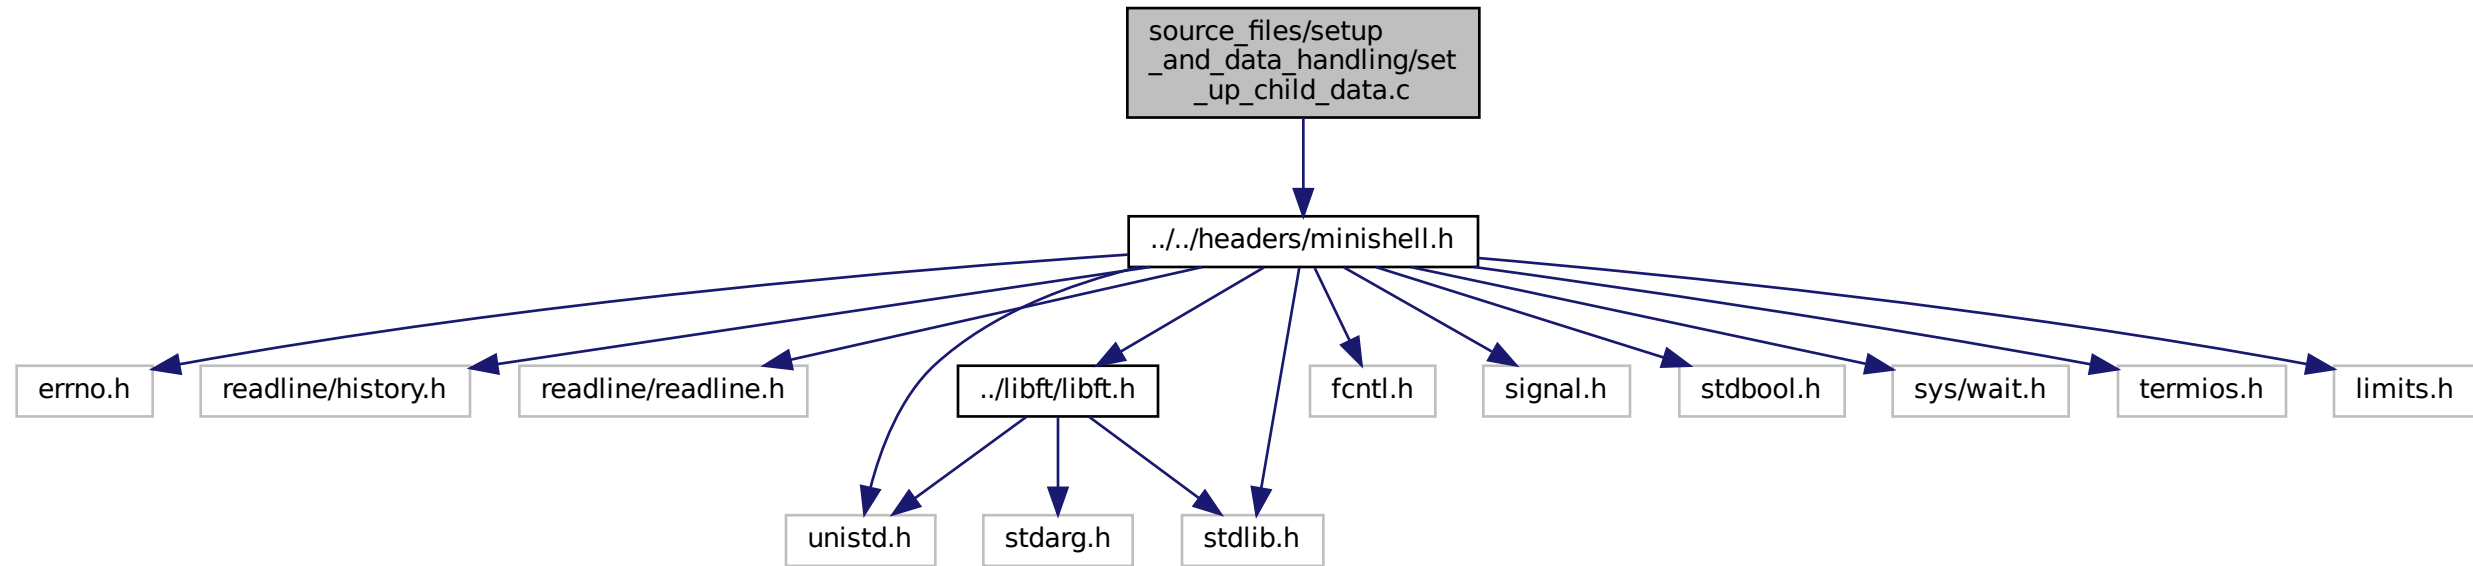 source_files/setup
_and_data_handling/set
_up_child_data.c
../../headers/minishell.h
errno.h
readline/history.h
readline/readline.h
../libft/libft.h
fcntl.h
signal.h
stdbool.h
sys/wait.h
termios.h
limits.h
unistd.h
stdarg.h
stdlib.h